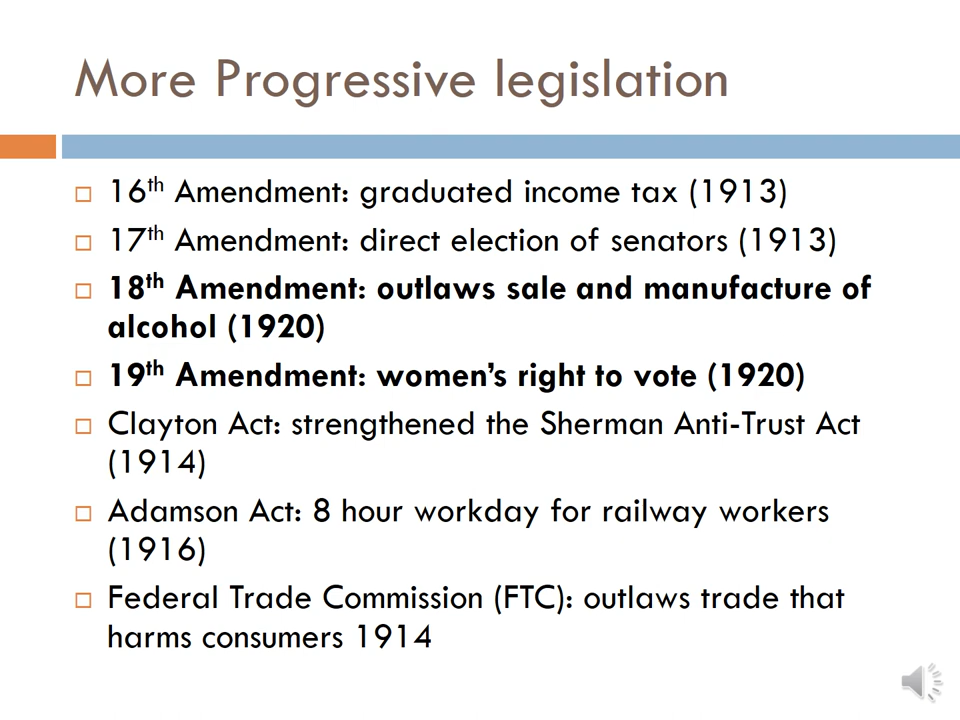 More Progressive legislation
16th Amendment: graduated income tax (1913)
17th Amendment: direct election of senators (1913)
18th Amendment: outlaws sale and manufacture of
alcohol (1920)
19th Amendment: women’s right to vote (1920)
Clayton Act: strengthened the Sherman Anti-Trust Act
(1914)
Adamson Act: 8 hour workday for railway workers
(1916)
Federal Trade Commission (FTC): outlaws trade that
harms consumers 1914